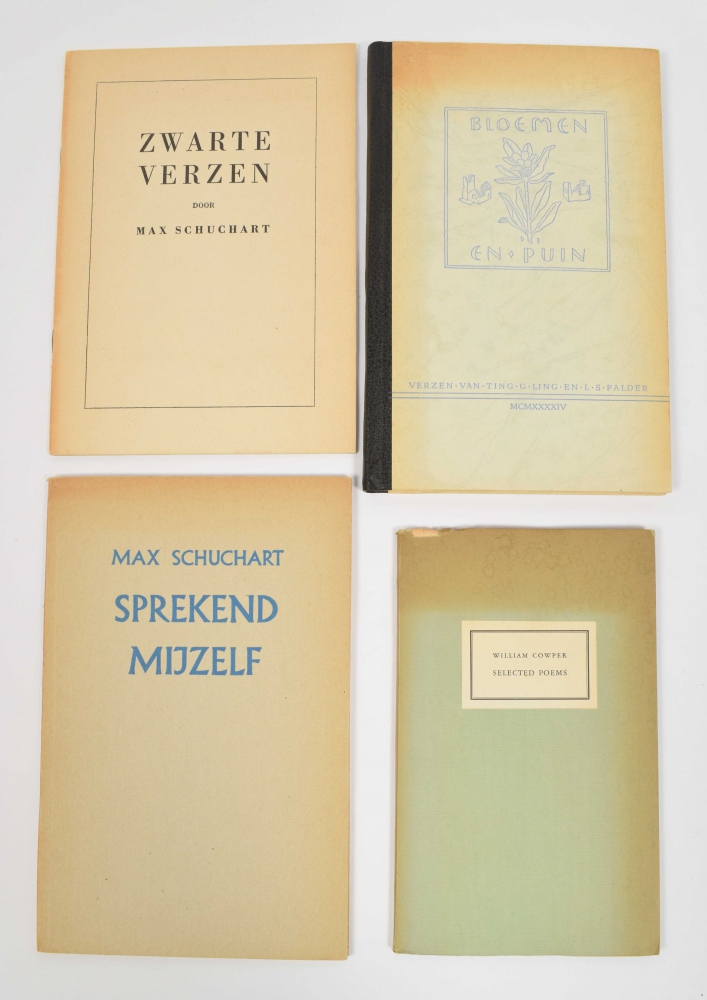 ZWARTE
VERZEN
DOOR
MAX SCHUCHART
BLOEMEN
EN · PUIN
VERZEN · VAN · TING · G · LING · EN · L · S · PALDER
MCMXXXXIV
MAX SCHUCHART
SPREKEND
MIJZELF
WILLIAM COWPER
SELECTED POEMS